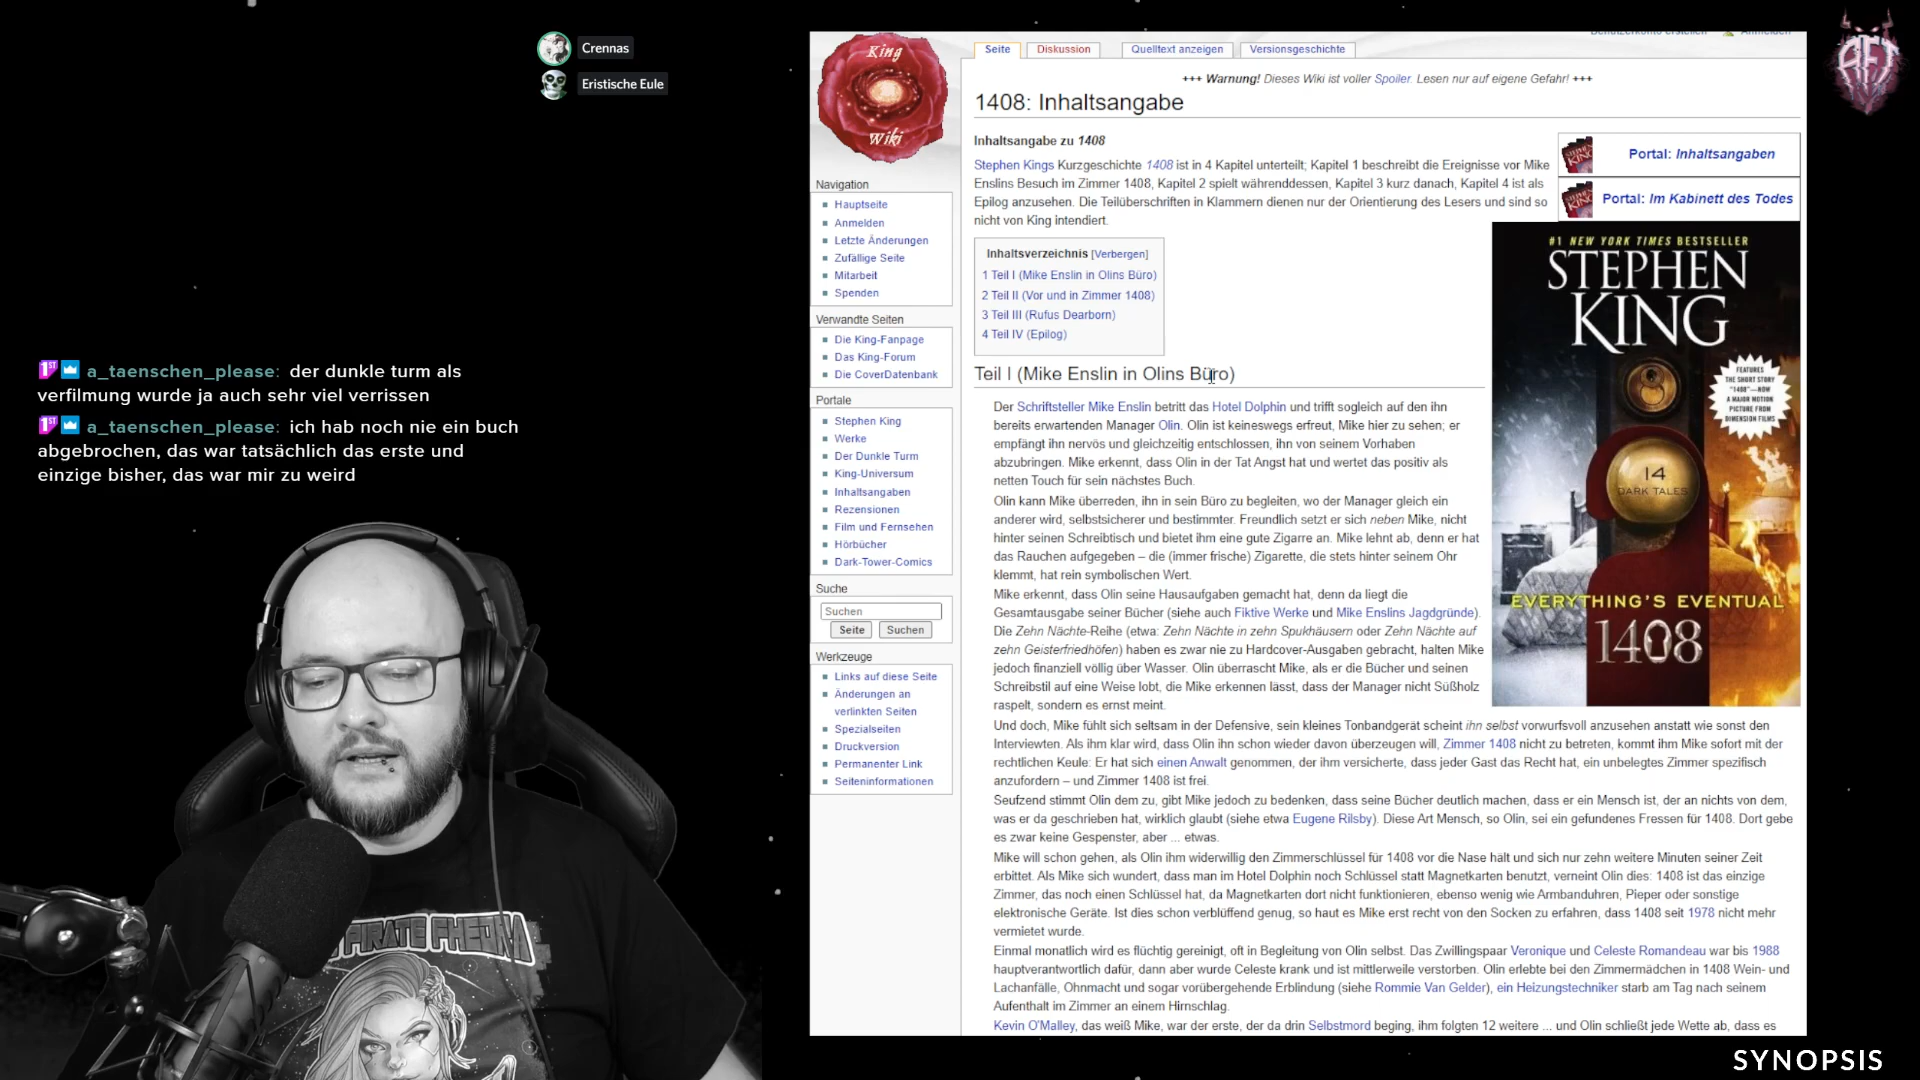 Crennas
Eristische Eule
a_taenschen_please: der dunkle turm als
verfilmung wurde ja auch sehr viel verrissen
a_taenschen_please: ich hab noch nie ein buch
abgebrochen, das war tatsächlich das erste und
einzige bisher, das war mir zu weird
PIRATE
King
Wiki
Navigation
Hauptseite
Anmelden
Letzte Änderungen
Zufällige Seite
Mitarbeit
Spenden
Verwandte Seiten
Die King-Fanpage
Das King-Forum
Die CoverDatenbank
Portale
Stephen King
Werke
Der Dunkle Turm
King-Universum
Inhaltsangaben
Rezensionen
Film und Fernsehen
Hörbücher
Dark-Tower-Comics
Suche
Suchen
Seite Suchen
Werkzeuge
Links auf diese Seite
Änderungen an
verlinkten Seiten
Spezialseiten
Druckversion
Permanenter Link
Seiteninformationen
Benutzerkonto erstellen Anmelden
Seite Diskussion Quelltext anzeigen Versionsgeschichte
+++ Warnung! Dieses Wiki ist voller Spoiler. Lesen nur auf eigene Gefahr! +++
1408: Inhaltsangabe
Inhaltsangabe zu 1408
Stephen Kings Kurzgeschichte 1408 ist in 4 Kapitel unterteilt; Kapitel 1 beschreibt die Ereignisse vor Mike
Enslins Besuch im Zimmer 1408, Kapitel 2 spielt währenddessen, Kapitel 3 kurz danach, Kapitel 4 ist als
Epilog anzusehen. Die Teilüberschriften in Klammern dienen nur der Orientierung des Lesers und sind so
nicht von King intendiert.
Portal: Inhaltsangaben
Portal: Im Kabinett des Todes
Inhaltsverzeichnis [Verbergen]
1 Teil I (Mike Enslin in Olins Büro)
2 Teil II (Vor und in Zimmer 1408)
3 Teil III (Rufus Dearborn)
4 Teil IV (Epilog)
#1 NEW YORK TIMES BESTSELLER
STEPHEN
KING
FEATURES
THE SHORT STORY
"1408"—NOW
A MAJOR MOTION
PICTURE FROM
DIMENSION FILMS
14
DARK TALES
EVERYTHING'S EVENTUAL
1408
Teil I (Mike Enslin in Olins Büro)
Der Schriftsteller Mike Enslin betritt das Hotel Dolphin und trifft sogleich auf den ihn
bereits erwartenden Manager Olin. Olin ist keineswegs erfreut, Mike hier zu sehen; er
empfängt ihn nervös und gleichzeitig entschlossen, ihn von seinem Vorhaben
abzubringen. Mike erkennt, dass Olin in der Tat Angst hat und wertet das positiv als
netten Touch für sein nächstes Buch.
Olin kann Mike überreden, ihn in sein Büro zu begleiten, wo der Manager gleich ein
anderer wird, selbstsicherer und bestimmter. Freundlich setzt er sich neben Mike, nicht
hinter seinen Schreibtisch und bietet ihm eine gute Zigarre an. Mike lehnt ab, denn er hat
das Rauchen aufgegeben – die (immer frische) Zigarette, die stets hinter seinem Ohr
klemmt, hat rein symbolischen Wert.
Mike erkennt, dass Olin seine Hausaufgaben gemacht hat, denn da liegt die
Gesamtausgabe seiner Bücher (siehe auch Fiktive Werke und Mike Enslins Jagdgründe).
Die Zehn Nächte-Reihe (etwa: Zehn Nächte in zehn Spukhäusern oder Zehn Nächte auf
zehn Geisterfriedhöfen) haben es zwar nie zu Hardcover-Ausgaben gebracht, halten Mike
jedoch finanziell völlig über Wasser. Olin überrascht Mike, als er die Bücher und seinen
Schreibstil auf eine Weise lobt, die Mike erkennen lässt, dass der Manager nicht Süßholz
raspelt, sondern es ernst meint.
Und doch, Mike fühlt sich seltsam in der Defensive, sein kleines Tonbandgerät scheint ihn selbst vorwurfsvoll anzusehen anstatt wie sonst den
Interviewten. Als ihm klar wird, dass Olin ihn schon wieder davon überzeugen will, Zimmer 1408 nicht zu betreten, kommt ihm Mike sofort mit der
rechtlichen Keule: Er hat sich einen Anwalt genommen, der ihm versicherte, dass jeder Gast das Recht hat, ein unbelegtes Zimmer spezifisch
anzufordern – und Zimmer 1408 ist frei.
Seufzend stimmt Olin dem zu, gibt Mike jedoch zu bedenken, dass seine Bücher deutlich machen, dass er ein Mensch ist, der an nichts von dem,
was er da geschrieben hat, wirklich glaubt (siehe etwa Eugene Rilsby). Diese Art Mensch, so Olin, sei ein gefundenes Fressen für 1408. Dort gebe
es zwar keine Gespenster, aber ... etwas.
Mike will schon gehen, als Olin ihm widerwillig den Zimmerschlüssel für 1408 vor die Nase hält und sich nur zehn weitere Minuten seiner Zeit
erbittet. Als Mike sich wundert, dass man im Hotel Dolphin noch Schlüssel statt Magnetkarten benutzt, verneint Olin dies: 1408 ist das einzige
Zimmer, das noch einen Schlüssel hat, da Magnetkarten dort nicht funktionieren, ebenso wenig wie Armbanduhren, Pieper oder sonstige
elektronische Geräte. Ist dies schon verblüffend genug, so haut es Mike erst recht von den Socken zu erfahren, dass 1408 seit 1978 nicht mehr
vermietet wurde.
Einmal monatlich wird es flüchtig gereinigt, oft in Begleitung von Olin selbst. Das Zwillingspaar Veronique und Celeste Romandeau war bis 1988
hauptverantwortlich dafür, dann aber wurde Celeste krank und ist mittlerweile verstorben. Olin erlebte bei den Zimmermädchen in 1408 Wein- und
Lachanfälle, Ohnmacht und sogar vorübergehende Erblindung (siehe Rommie Van Gelder), ein Heizungstechniker starb am Tag nach seinem
Aufenthalt im Zimmer an einem Hirnschlag.
Kevin O'Malley, das weiß Mike, war der erste, der da drin Selbstmord beging, ihm folgten 12 weitere ... und Olin schließt jede Wette ab, dass es
AFT
SYNOPSIS